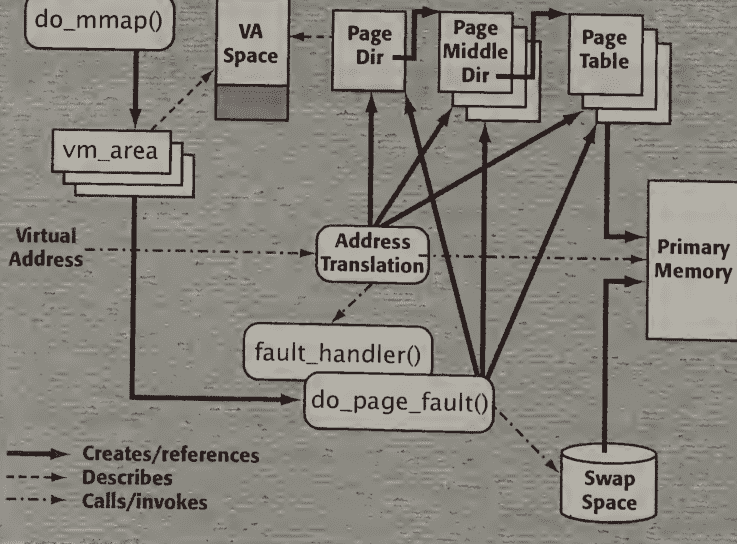 do_mmap()
VA
Space
Page
Dir
Page
Middle
Dir
Page
Table
vm_area
Virtual
Address
Address
Translation
Primary
Memory
fault_handler()
do_page_fault()
Creates/references
Describes
Calls/invokes
Swap
Space